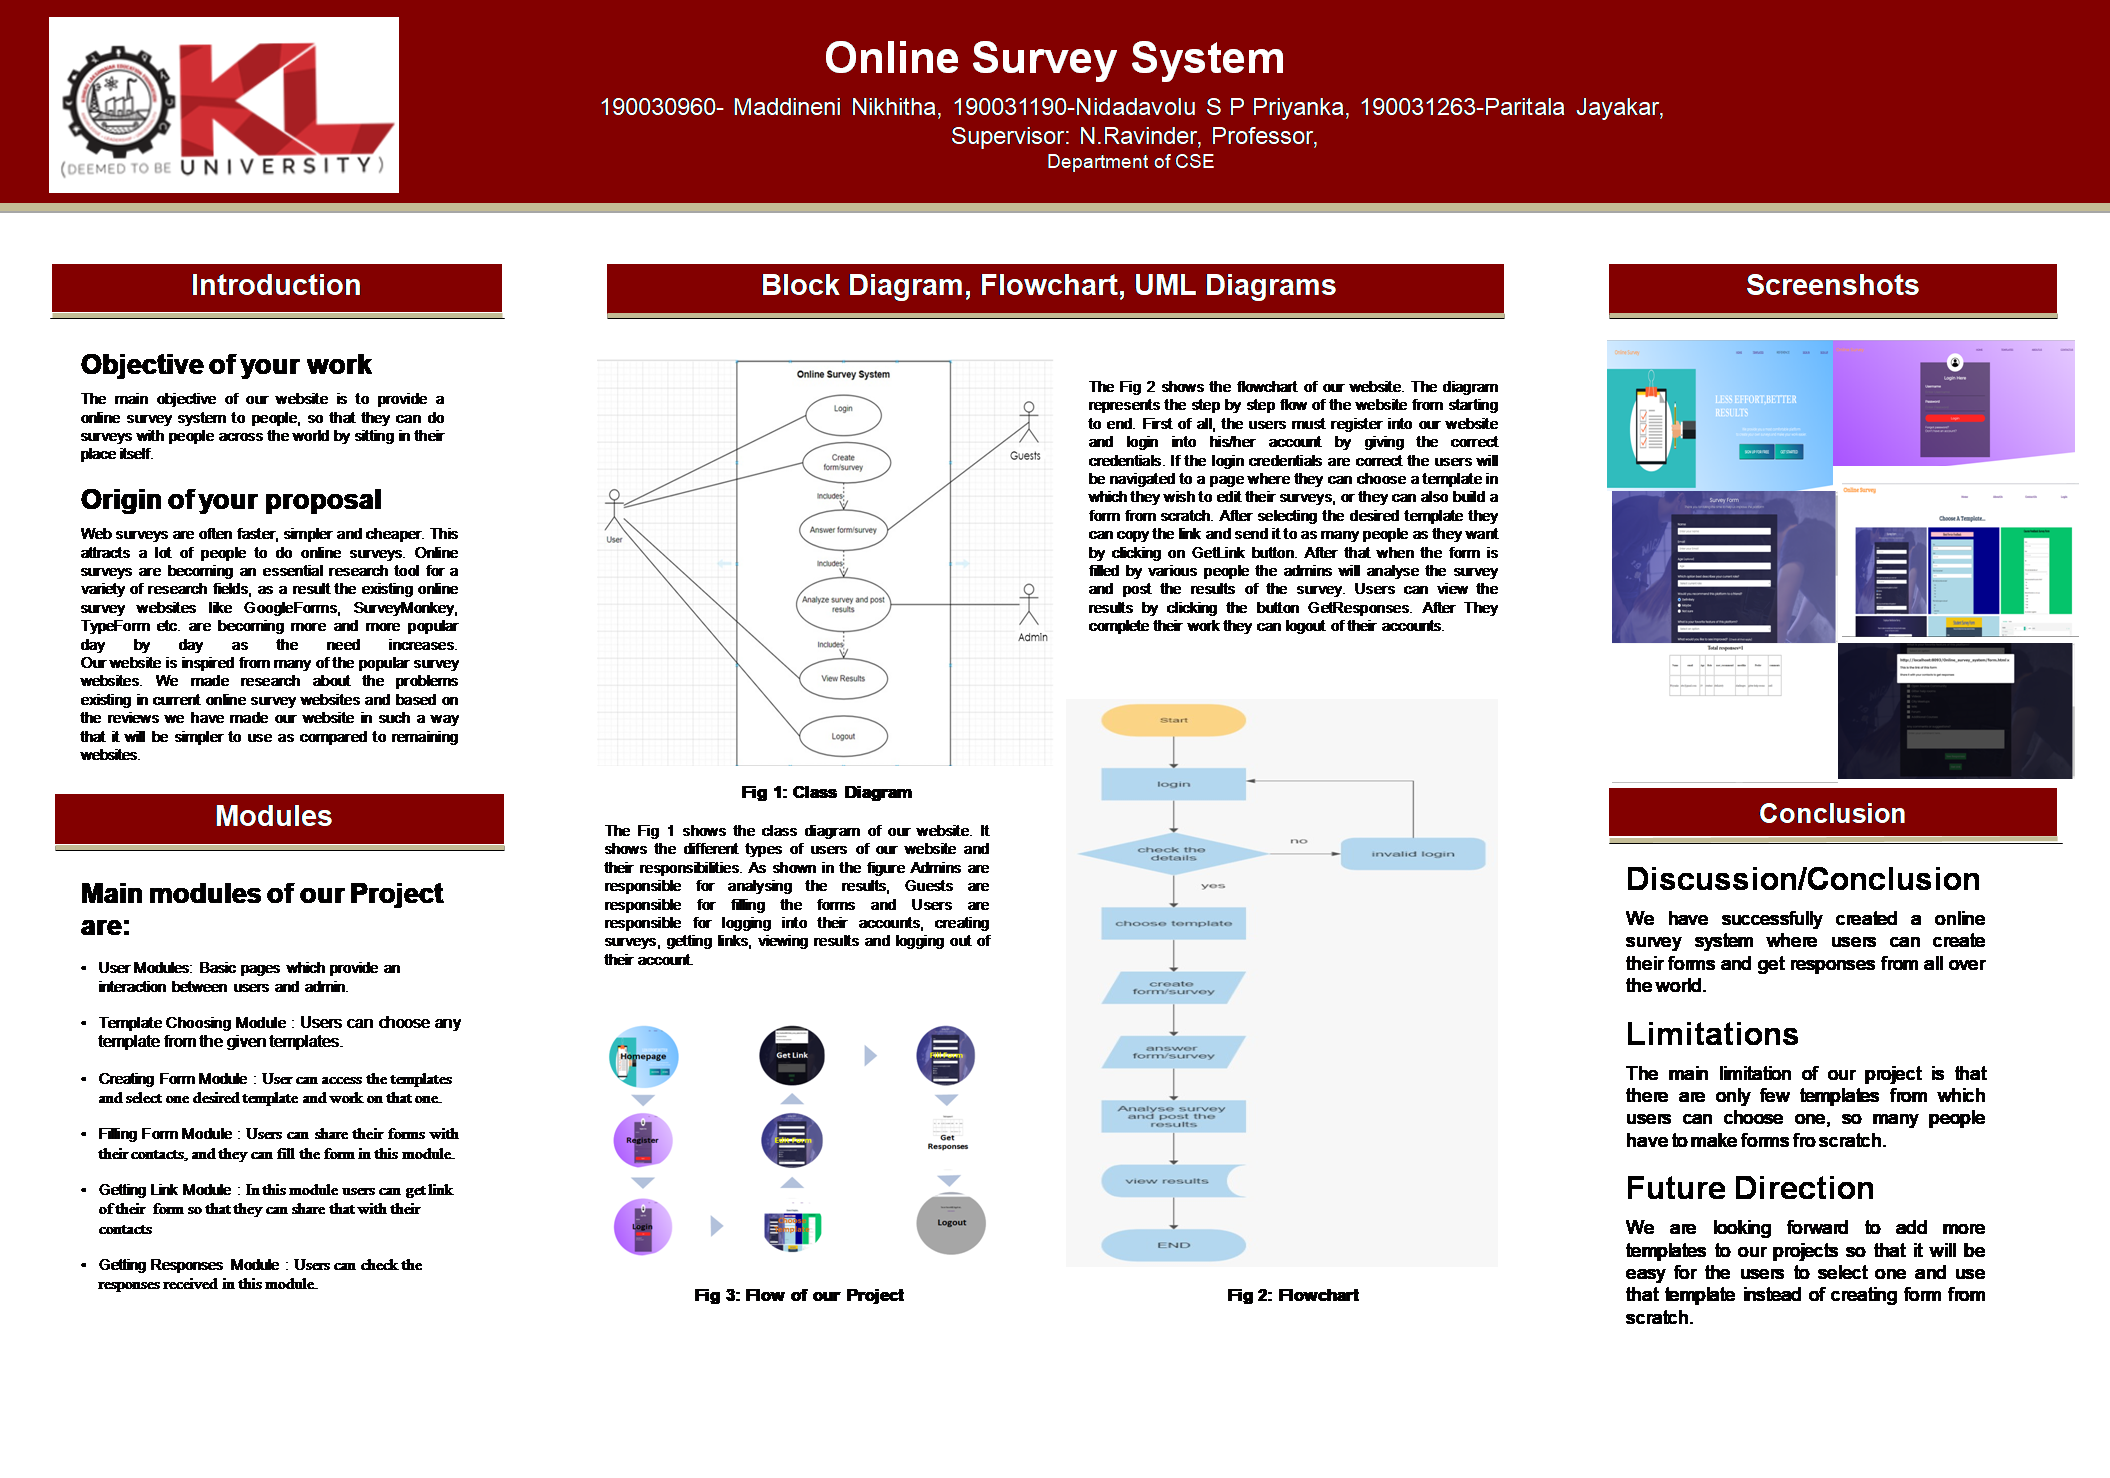 (DEEMED TO BE UNIVERSITY)
KL
Online Survey System
190030960- Maddineni Nikhitha, 190031190-Nidadavolu S P Priyanka, 190031263-Paritala Jayakar,
Supervisor: N.Ravinder, Professor,
Department of CSE
Introduction
Objective of your work
The main objective of our website is to provide a
online survey system to people, so that they can do
surveys with people across the world by sitting in their
place itself.
Origin of your proposal
Web surveys are often faster, simpler and cheaper. This
attracts a lot of people to do online surveys. Online
surveys are becoming an essential research tool for a
variety of research fields, as a result the existing online
survey websites like GoogleForms, SurveyMonkey,
TypeForm etc. are becoming more and more popular
day by day as the need increases.
Our website is inspired from many of the popular survey
websites. We made research about the problems
existing in current online survey websites and based on
the reviews we have made our website in such a way
that it will be simpler to use as compared to remaining
websites.
Modules
Main modules of our Project
are:
• User Modules: Basic pages which provide an
interaction between users and admin.
• Template Choosing Module : Users can choose any
template from the given templates.
• Creating Form Module : User can access the templates
and select one desired template and work on that one.
• Filling Form Module : Users can share their forms with
their contacts, and they can fill the form in this module.
• Getting Link Module : In this module users can get link
of their form so that they can share that with their
contacts
• Getting Responses Module : Users can check the
responses received in this module.
Block Diagram, Flowchart, UML Diagrams
Online Survey System
Login
Create
form/survey
Includes
Answer form/survey
Includes
Analyze survey and post
results
Includes
View Results
Logout
User
Guests
Admin
Fig 1: Class Diagram
The Fig 1 shows the class diagram of our website. It
shows the different types of users of our website and
their responsibilities. As shown in the figure Admins are
responsible for analysing the results, Guests are
responsible for filling the forms and Users are
responsible for logging into their accounts, creating
surveys, getting links, viewing results and logging out of
their account.
Homepage
Register
Login
Get Link
Edit Form
Choose
Template
Fill Form
Get
Responses
Logout
Fig 3: Flow of our Project
The Fig 2 shows the flowchart of our website. The diagram
represents the step by step flow of the website from starting
to end. First of all, the users must register into our website
and login into his/her account by giving the correct
credentials. If the login credentials are correct the users will
be navigated to a page where they can choose a template in
which they wish to edit their surveys, or they can also build a
form from scratch. After selecting the desired template they
can copy the link and send it to as many people as they want
by clicking on GetLink button. After that when the form is
filled by various people the admins will analyse the survey
and post the results of the survey. Users can view the
results by clicking the button GetResponses. After They
complete their work they can logout of their accounts.
Start
login
check the
details
no
invalid login
yes
choose template
create
form/survey
answer
form/survey
Analyse survey
and post the
results
view results
END
Fig 2: Flowchart
Screenshots
Online Survey
LESS EFFORT,BETTER
RESULTS
SIGN UP FOR FREE
GET STARTED
Login Here
Username
Password
Login
Survey Form
Online Survey
Choose A Template...
Total responses=1
http://localhost:8093/Online_survey_system/form.html
Conclusion
Discussion/Conclusion
We have successfully created a online
survey system where users can create
their forms and get responses from all over
the world.
Limitations
The main limitation of our project is that
there are only few templates from which
users can choose one, so many people
have to make forms fro scratch.
Future Direction
We are looking forward to add more
templates to our projects so that it will be
easy for the users to select one and use
that template instead of creating form from
scratch.